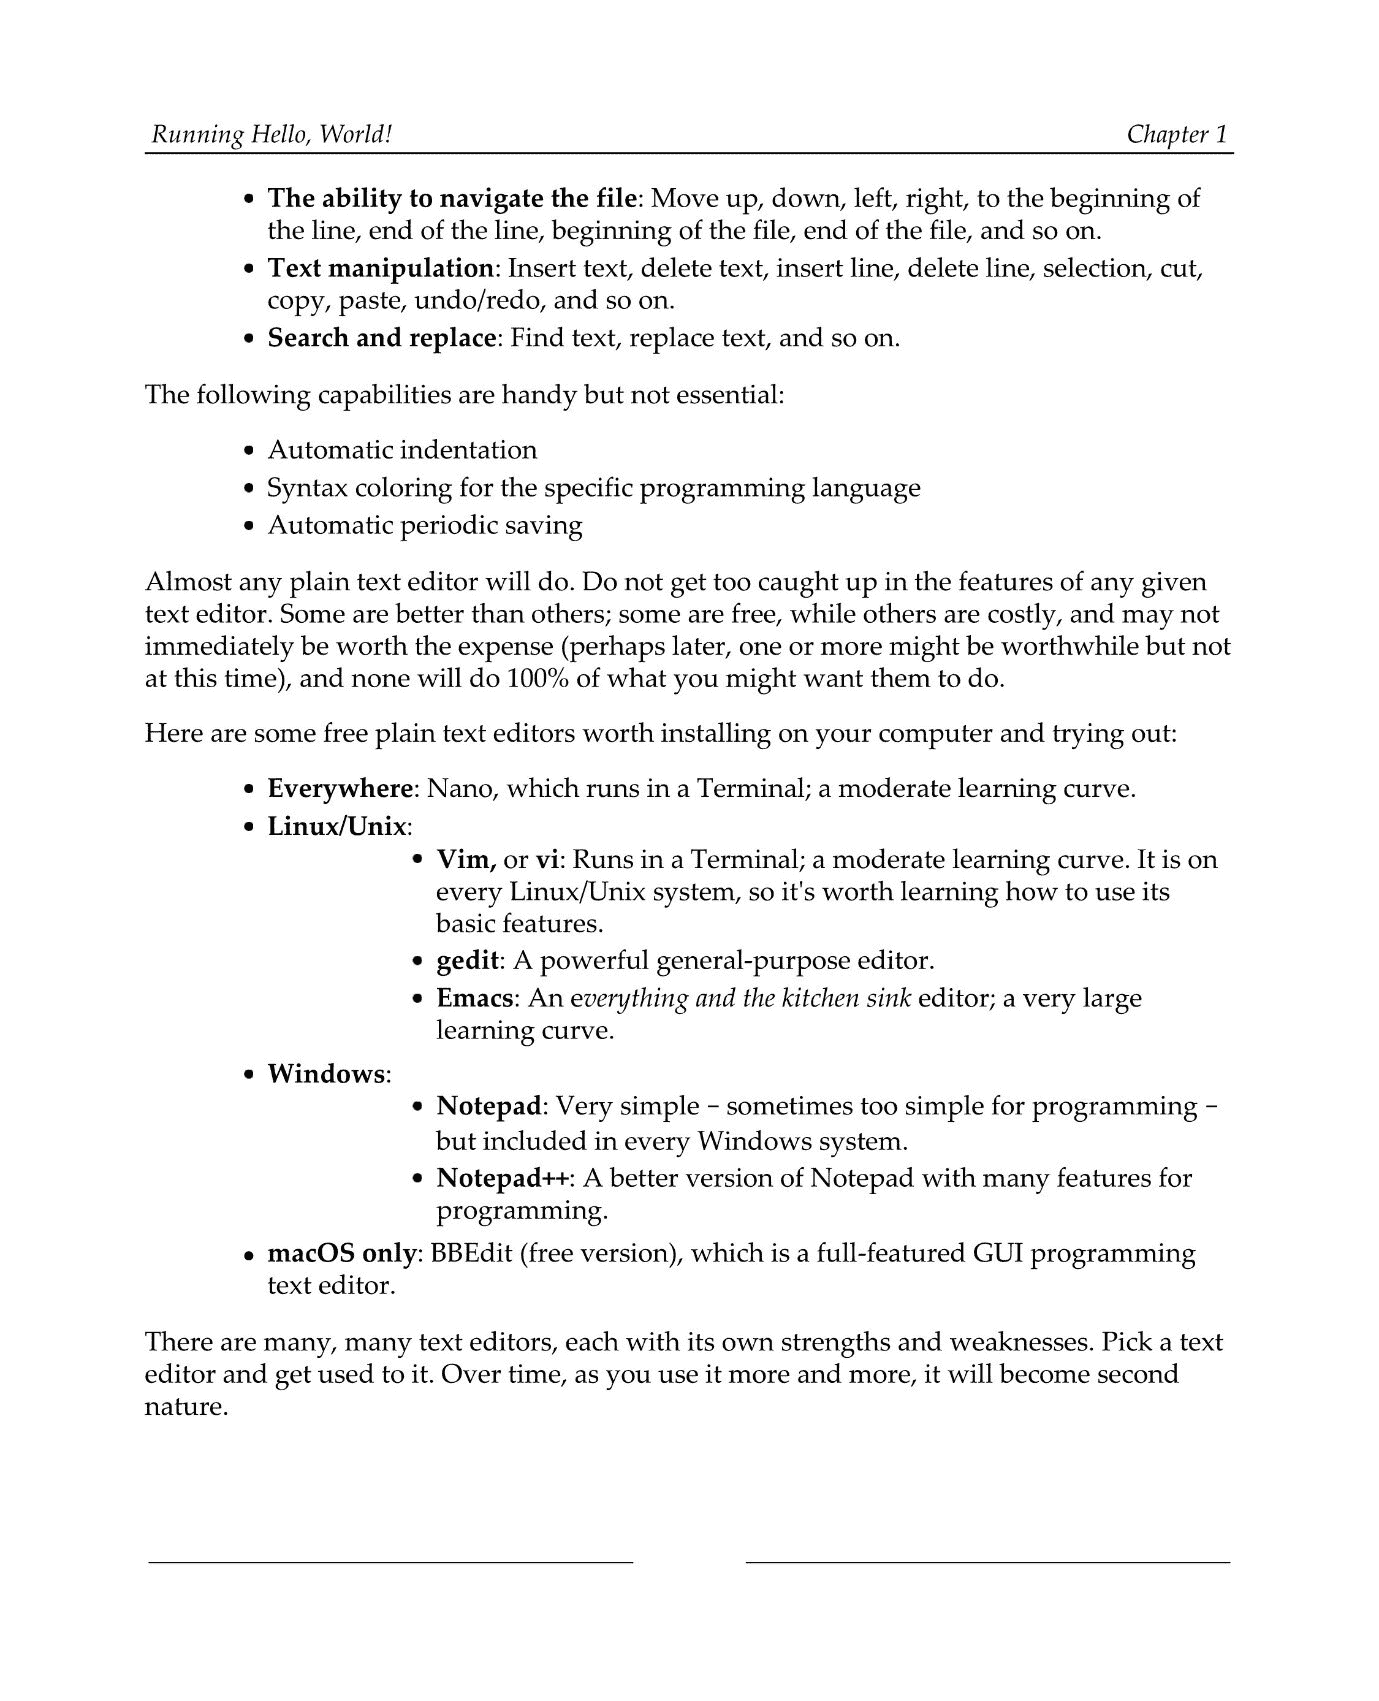 Running Hello, World! Chapter 1
• The ability to navigate the file: Move up, down, left, right, to the beginning of
the line, end of the line, beginning of the file, end of the file, and so on.
• Text manipulation: Insert text, delete text, insert line, delete line, selection, cut,
copy, paste, undo/redo, and so on.
• Search and replace: Find text, replace text, and so on.
The following capabilities are handy but not essential:
• Automatic indentation
• Syntax coloring for the specific programming language
• Automatic periodic saving
Almost any plain text editor will do. Do not get too caught up in the features of any given
text editor. Some are better than others; some are free, while others are costly, and may not
immediately be worth the expense (perhaps later, one or more might be worthwhile but not
at this time), and none will do 100% of what you might want them to do.
Here are some free plain text editors worth installing on your computer and trying out:
• Everywhere: Nano, which runs in a Terminal; a moderate learning curve.
• Linux/Unix:
• Vim, or vi: Runs in a Terminal; a moderate learning curve. It is on
every Linux/Unix system, so it's worth learning how to use its
basic features.
• gedit: A powerful general-purpose editor.
• Emacs: An everything and the kitchen sink editor; a very large
learning curve.
• Windows:
• Notepad: Very simple – sometimes too simple for programming –
but included in every Windows system.
• Notepad++: A better version of Notepad with many features for
programming.
• macOS only: BBEdit (free version), which is a full-featured GUI programming
text editor.
There are many, many text editors, each with its own strengths and weaknesses. Pick a text
editor and get used to it. Over time, as you use it more and more, it will become second
nature.